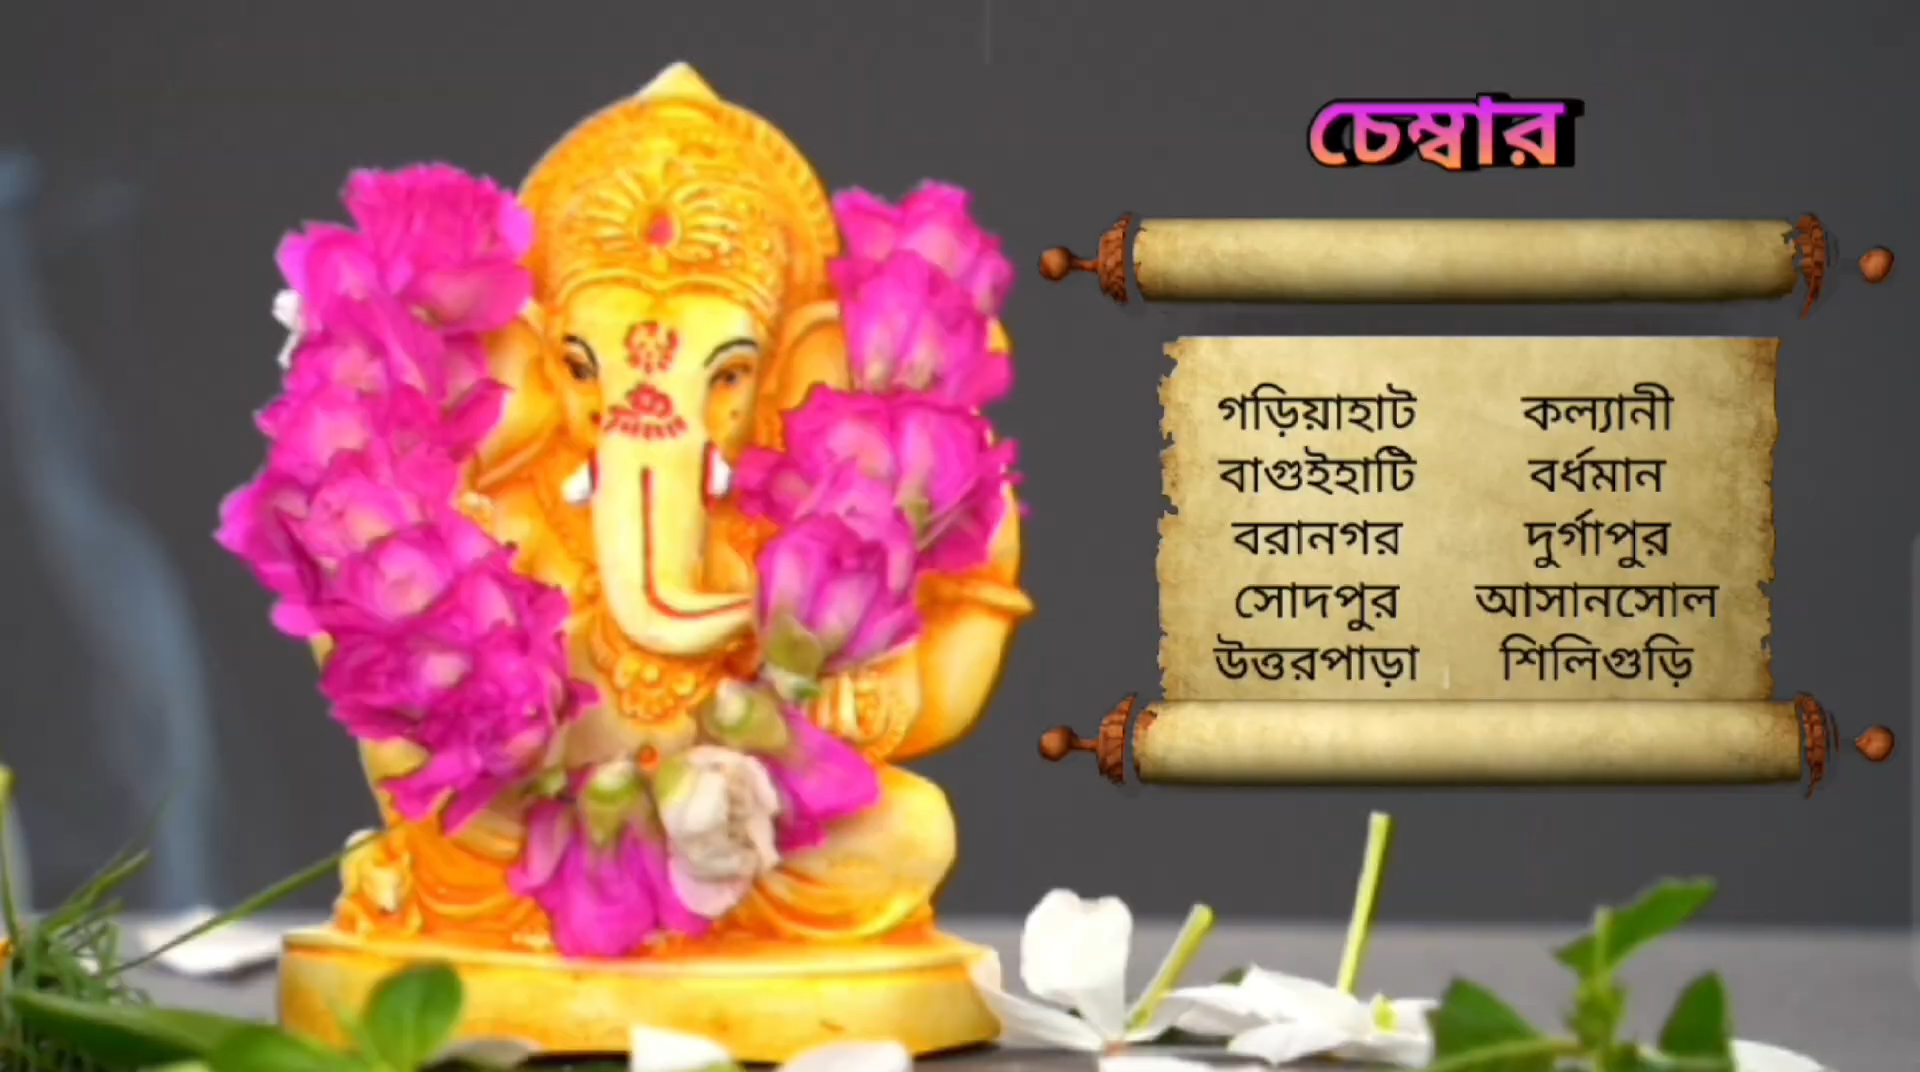 চেম্বার
গড়িয়াহাট কল্যানী
বাগুইহাটি বর্ধমান
বরানগর দুর্গাপুর
সোদপুর আসানসোল
উত্তরপাড়া শিলিগুড়ি